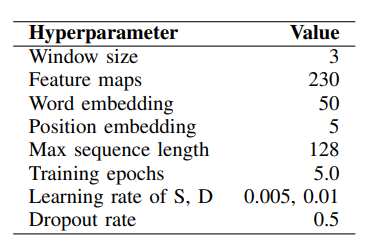 Hyperparameter Value
Window size 3
Feature maps 230
Word embedding 50
Position embedding 5
Max sequence length 128
Training epochs 5.0
Learning rate of S, D 0.005, 0.01
Dropout rate 0.5